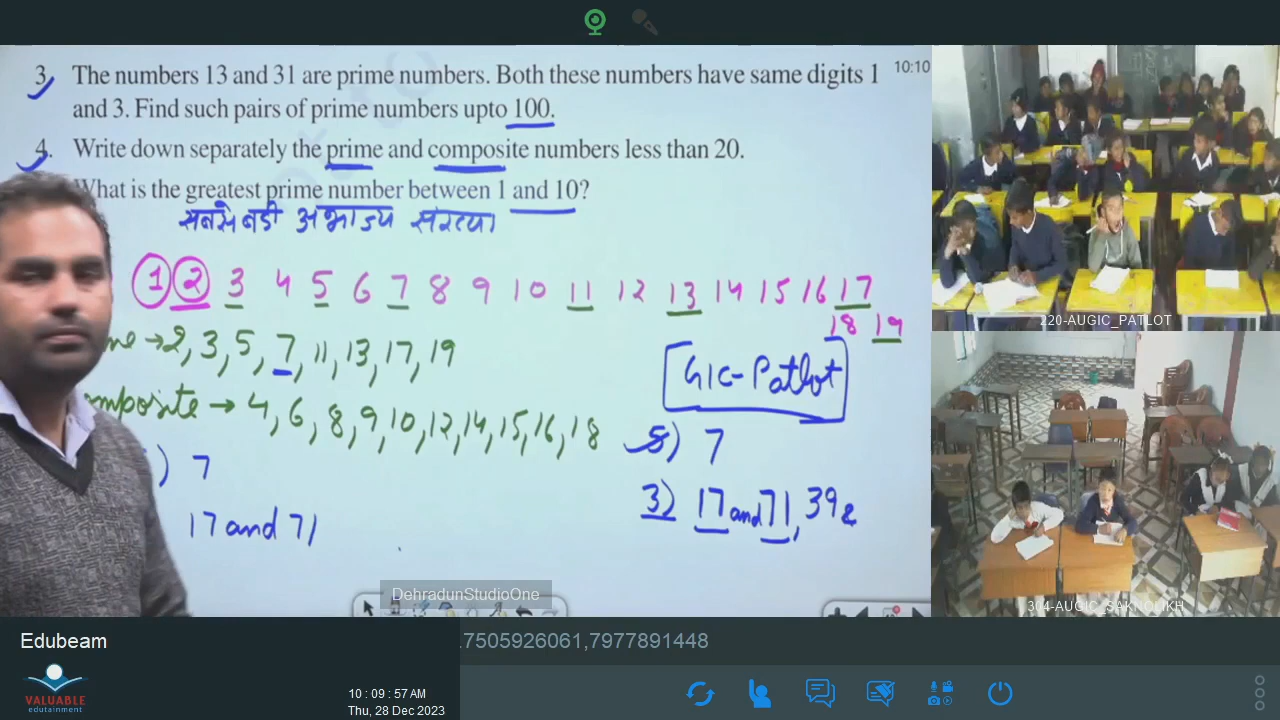 3. The numbers 13 and 31 are prime numbers. Both these numbers have same digits 1
10:10
and 3. Find such pairs of prime numbers upto 100.
4. Write down separately the prime and composite numbers less than 20.
What is the greatest prime number between 1 and 10?
सबसे बडी अभाज्य संख्या
1 2 3 4 5 6 7 8 9 10 11 12 13 14 15 16 17
18 19
me → 2, 3, 5, 7, 11, 13, 17, 19
omposite → 4, 6, 8, 9, 10, 12, 14, 15, 16, 18
) 7
17 and 71
GIC-Patlot
5) 7
3) 17 and 71, 39 &
DehradunStudioOne
220-AUGIC_PATLOT
304-AUGIC_SAKNOLIKH
Edubeam
7505926061,7977891448
VALUABLE
edutainment
10 : 09 : 57 AM
Thu, 28 Dec 2023